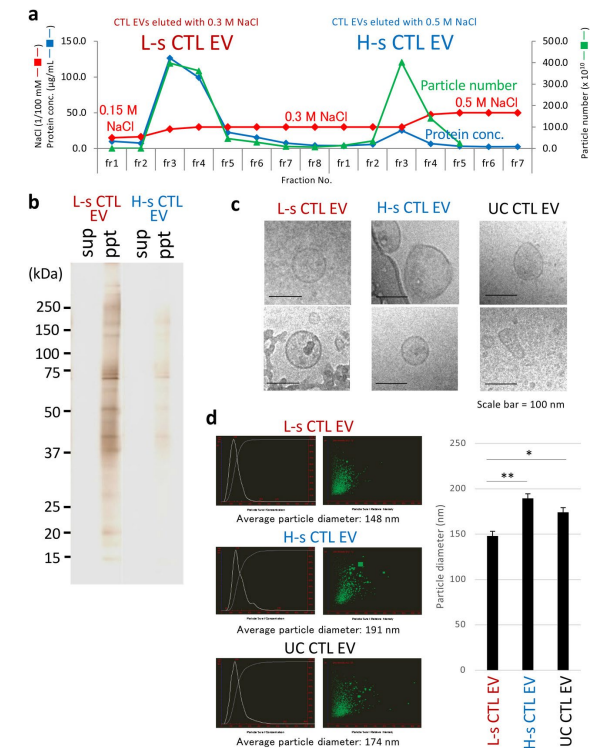 a
CTL EVs eluted with 0.3 M NaCl
CTL EVs eluted with 0.5 M NaCl
L-s CTL EV
H-s CTL EV
NaCl (1/100 mM
Protein conc. (µg/mL
150.0
100.0
50.0
0.0
500.0
400.0
300.0
200.0
100.0
0.0
Particle number (x 10¹⁰
0.15 M
NaCl
0.3 M NaCl
0.5 M NaCl
Particle number
Protein conc.
fr1 fr2 fr3 fr4 fr5 fr6 fr7 fr8 fr1 fr2 fr3 fr4 fr5 fr6 fr7
Fraction No.
b
L-s CTL
EV
H-s CTL
EV
sup ppt sup ppt
(kDa)
250
150
100
75
50
37
25
20
15
c
L-s CTL EV
H-s CTL EV
UC CTL EV
Scale bar = 100 nm
d
L-s CTL EV
Average particle diameter: 148 nm
H-s CTL EV
Average particle diameter: 191 nm
UC CTL EV
Average particle diameter: 174 nm
Particle diameter (nm)
250
200
150
100
50
0
*
**
L-s CTL EV
H-s CTL EV
UC CTL EV